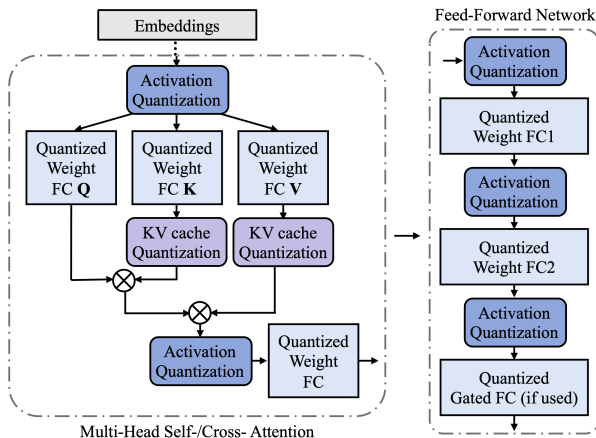 Embeddings
Activation
Quantization
Quantized
Weight
FC Q
Quantized
Weight
FC K
Quantized
Weight
FC V
KV cache
Quantization
KV cache
Quantization
Activation
Quantization
Quantized
Weight
FC
Multi-Head Self-/Cross- Attention
Feed-Forward Network
Activation
Quantization
Quantized
Weight FC1
Activation
Quantization
Quantized
Weight FC2
Activation
Quantization
Quantized
Gated FC (if used)